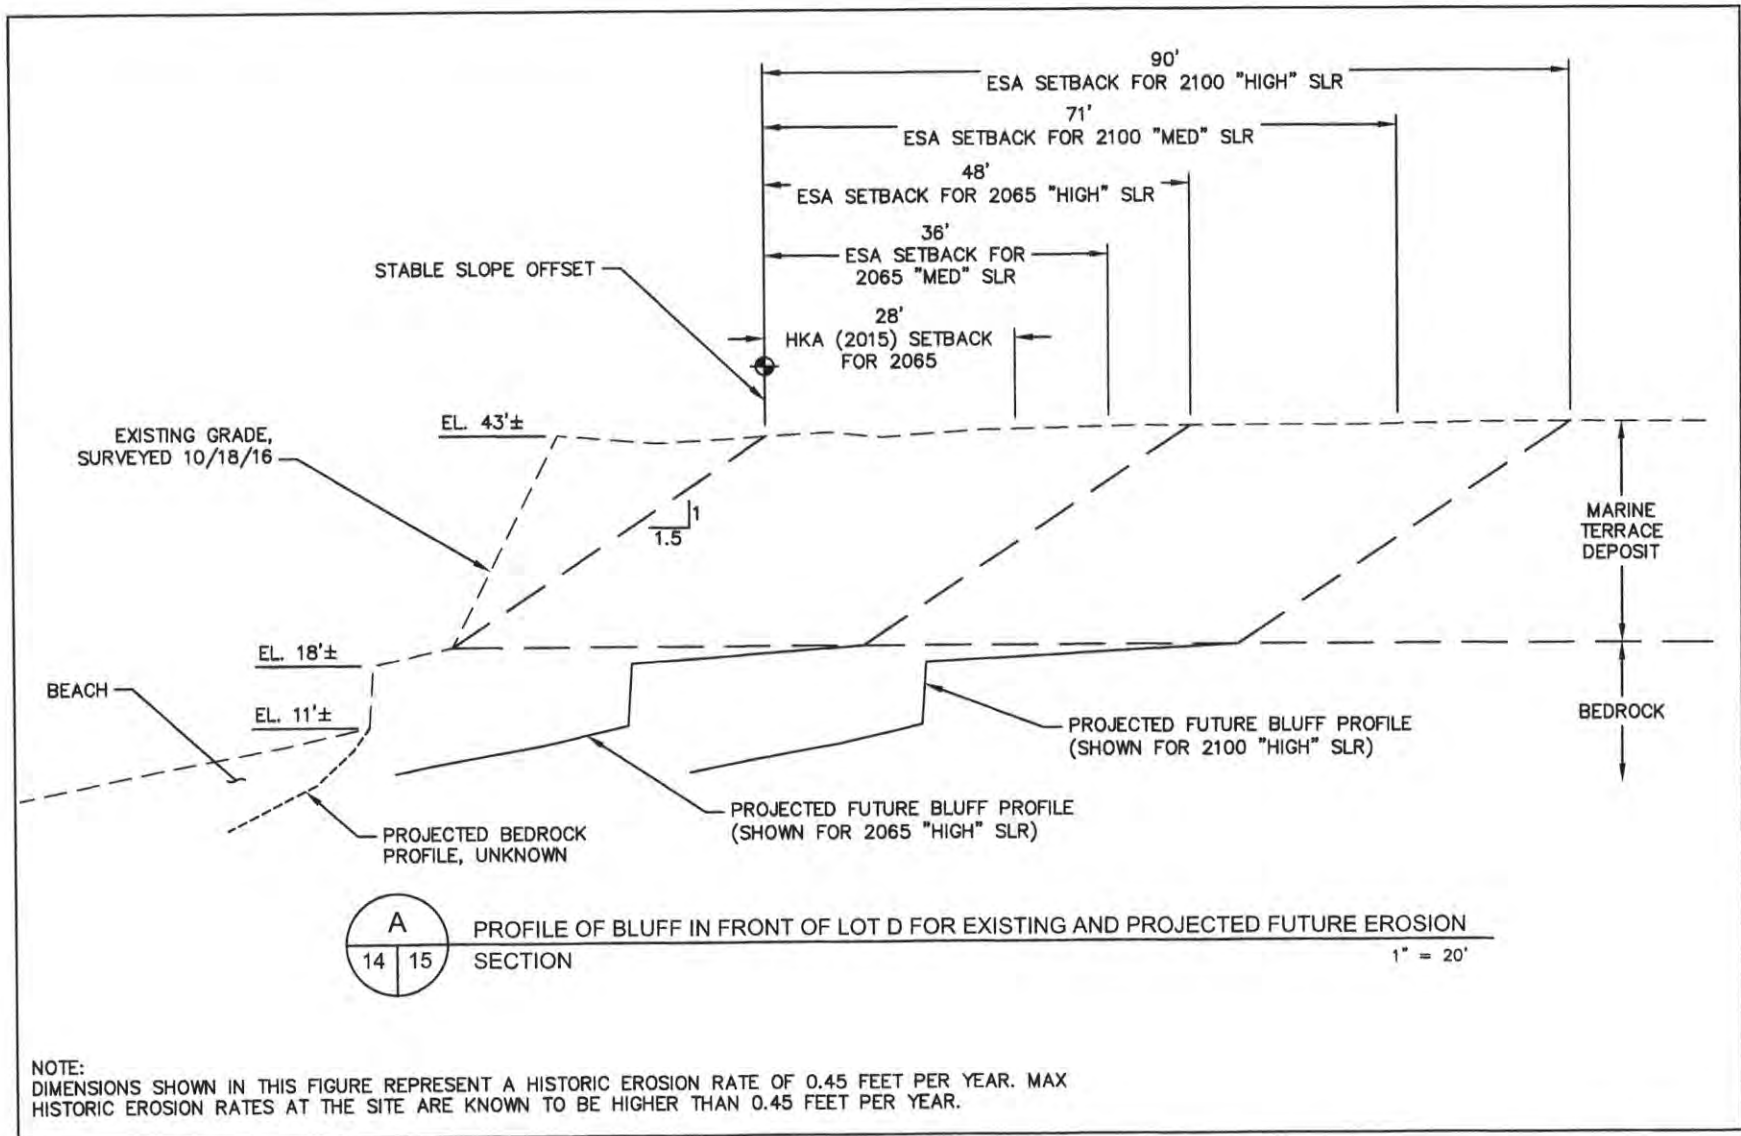 90'
ESA SETBACK FOR 2100 "HIGH" SLR
71'
ESA SETBACK FOR 2100 "MED" SLR
48'
ESA SETBACK FOR 2065 "HIGH" SLR
36'
ESA SETBACK FOR
2065 "MED" SLR
STABLE SLOPE OFFSET
28'
HKA (2015) SETBACK
FOR 2065
EL. 43'±
EXISTING GRADE,
SURVEYED 10/18/16
1
1.5
MARINE
TERRACE
DEPOSIT
EL. 18'±
BEACH
EL. 11'±
BEDROCK
PROJECTED FUTURE BLUFF PROFILE
(SHOWN FOR 2100 "HIGH" SLR)
PROJECTED FUTURE BLUFF PROFILE
(SHOWN FOR 2065 "HIGH" SLR)
PROJECTED BEDROCK
PROFILE, UNKNOWN
A
14 15
PROFILE OF BLUFF IN FRONT OF LOT D FOR EXISTING AND PROJECTED FUTURE EROSION
SECTION
1" = 20'
NOTE:
DIMENSIONS SHOWN IN THIS FIGURE REPRESENT A HISTORIC EROSION RATE OF 0.45 FEET PER YEAR. MAX
HISTORIC EROSION RATES AT THE SITE ARE KNOWN TO BE HIGHER THAN 0.45 FEET PER YEAR.